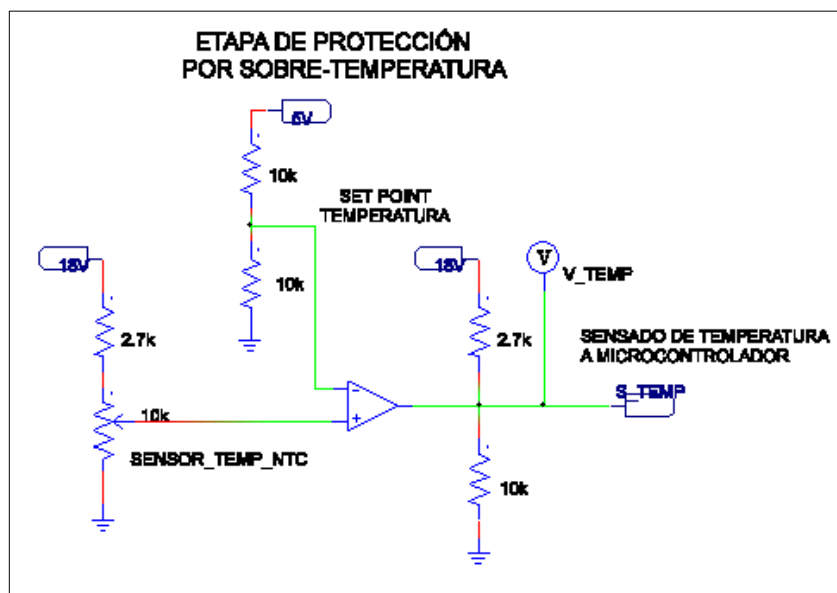 ETAPA DE PROTECCIÓN
POR SOBRE-TEMPERATURA
5V
10k
SET POINT
TEMPERATURA
10k
15V
2.7k
10k
SENSOR_TEMP_NTC
-
+
15V
2.7k
V
V_TEMP
SENSADO DE TEMPERATURA
A MICROCONTROLADOR
S_TEMP
10k